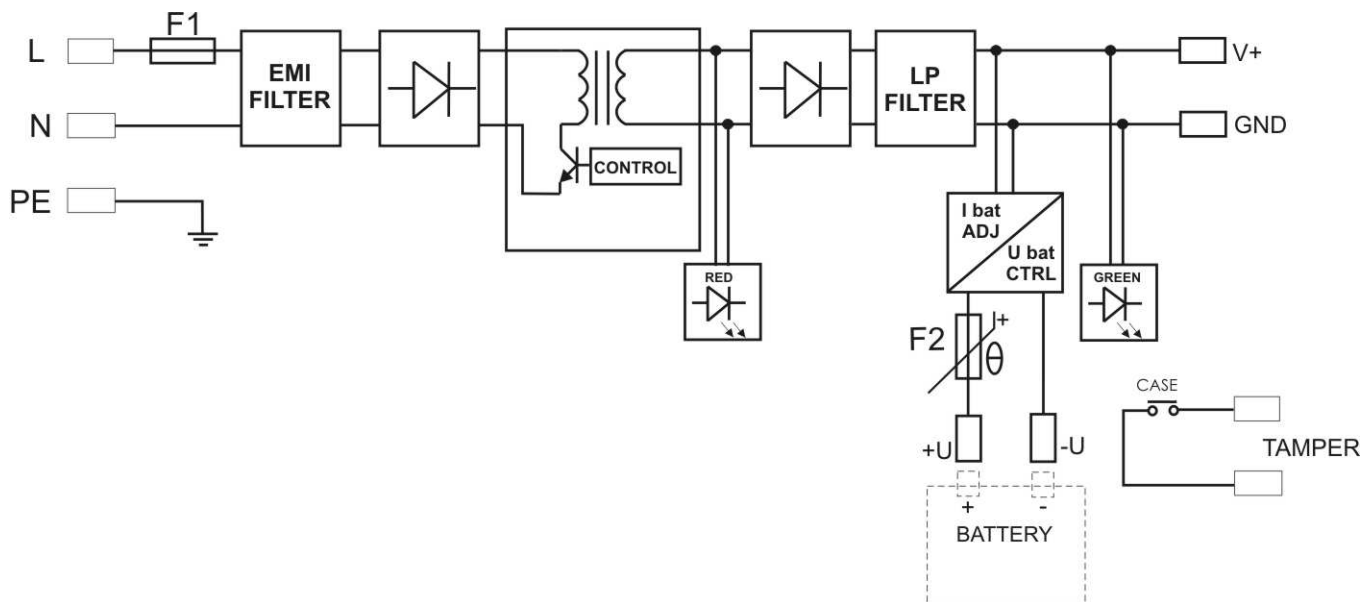 L
F1
EMI
FILTER
LP
FILTER
V+
N
GND
CONTROL
PE
I bat
ADJ
U bat
CTRL
RED
GREEN
F2
I+
θ
CASE
+U
-U
TAMPER
+
-
BATTERY